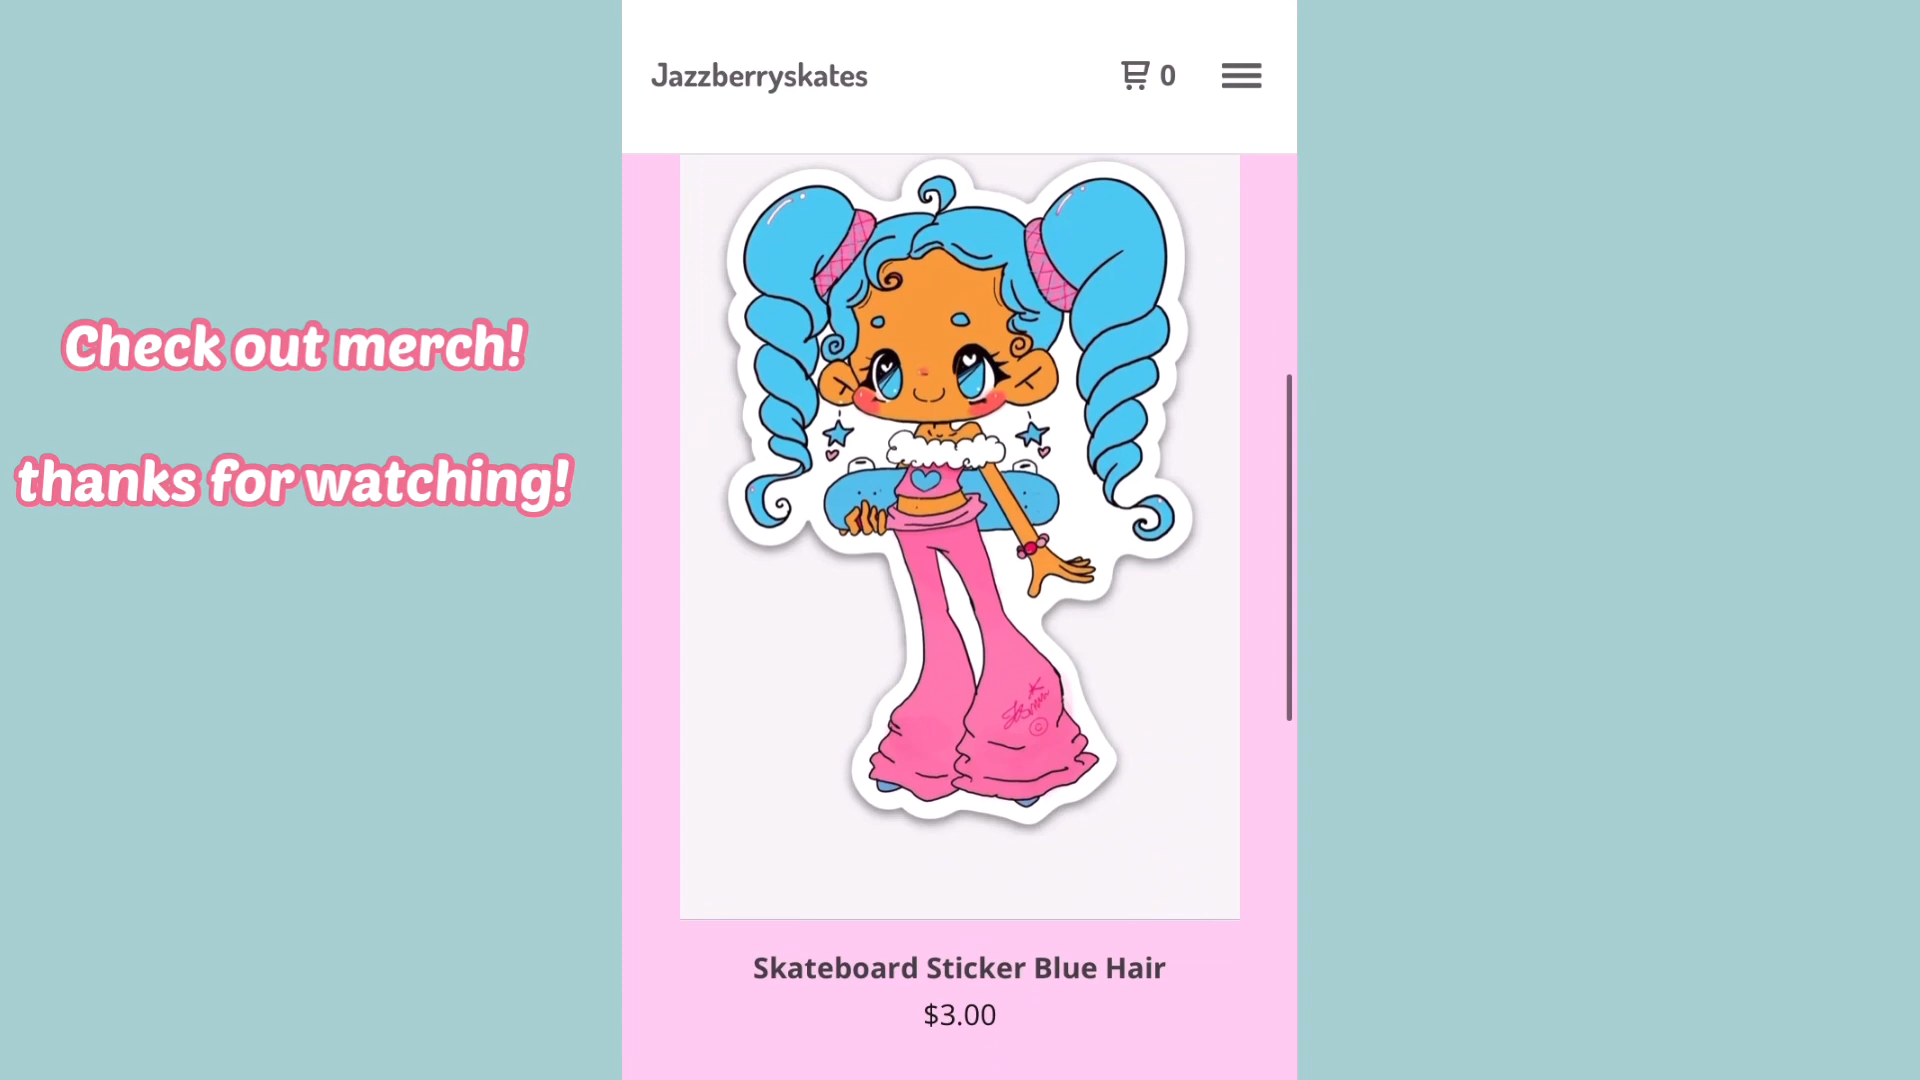 Jazzberryskates
0
Check out merch!
thanks for watching!
©
Skateboard Sticker Blue Hair
$3.00